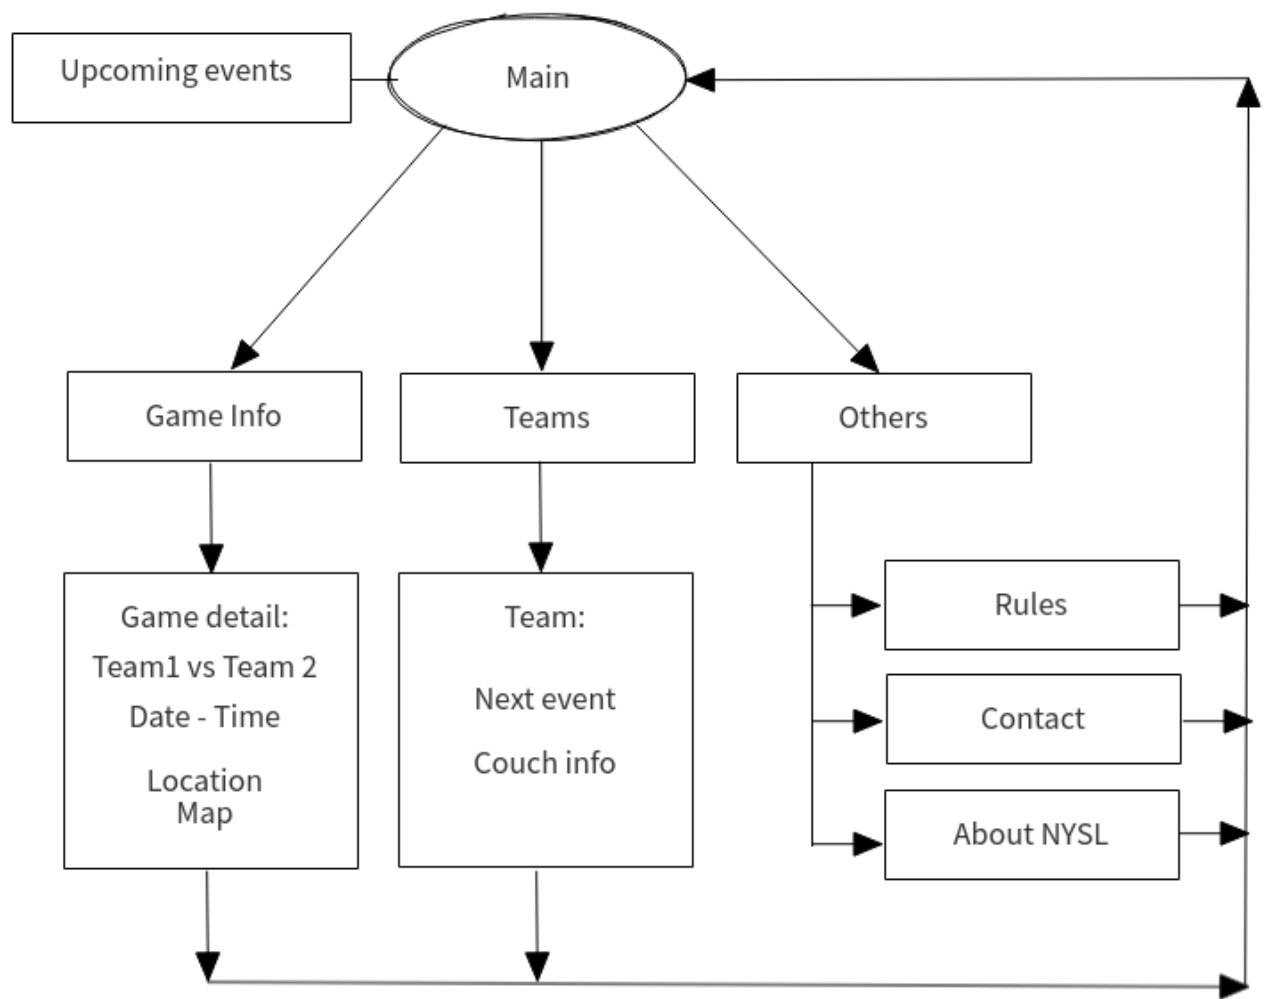 Upcoming events
Main
Game Info
Teams
Others
Game detail:
Team1 vs Team 2
Date - Time
Location
Map
Team:
Next event
Couch info
Rules
Contact
About NYSL